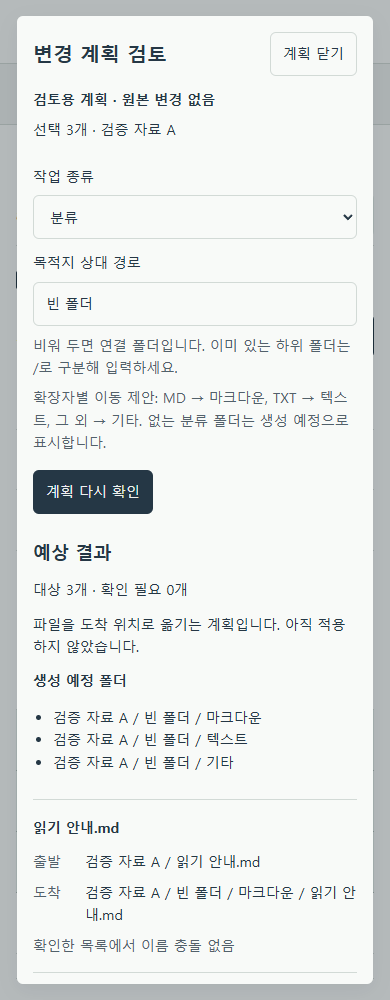 변경 계획 검토
계획 닫기
검토용 계획 · 원본 변경 없음
선택 3개 · 검증 자료 A
작업 종류
분류
목적지 상대 경로
빈 폴더
비워 두면 연결 폴더입니다. 이미 있는 하위 폴더는
/로 구분해 입력하세요.
확장자별 이동 제안: MD → 마크다운, TXT → 텍스
트, 그 외 → 기타. 없는 분류 폴더는 생성 예정으로
표시합니다.
계획 다시 확인
예상 결과
대상 3개 · 확인 필요 0개
파일을 도착 위치로 옮기는 계획입니다. 아직 적용
하지 않았습니다.
생성 예정 폴더
• 검증 자료 A / 빈 폴더 / 마크다운
• 검증 자료 A / 빈 폴더 / 텍스트
• 검증 자료 A / 빈 폴더 / 기타
읽기 안내.md
출발 검증 자료 A / 읽기 안내.md
도착 검증 자료 A / 빈 폴더 / 마크다운 / 읽기 안
내.md
확인한 목록에서 이름 충돌 없음